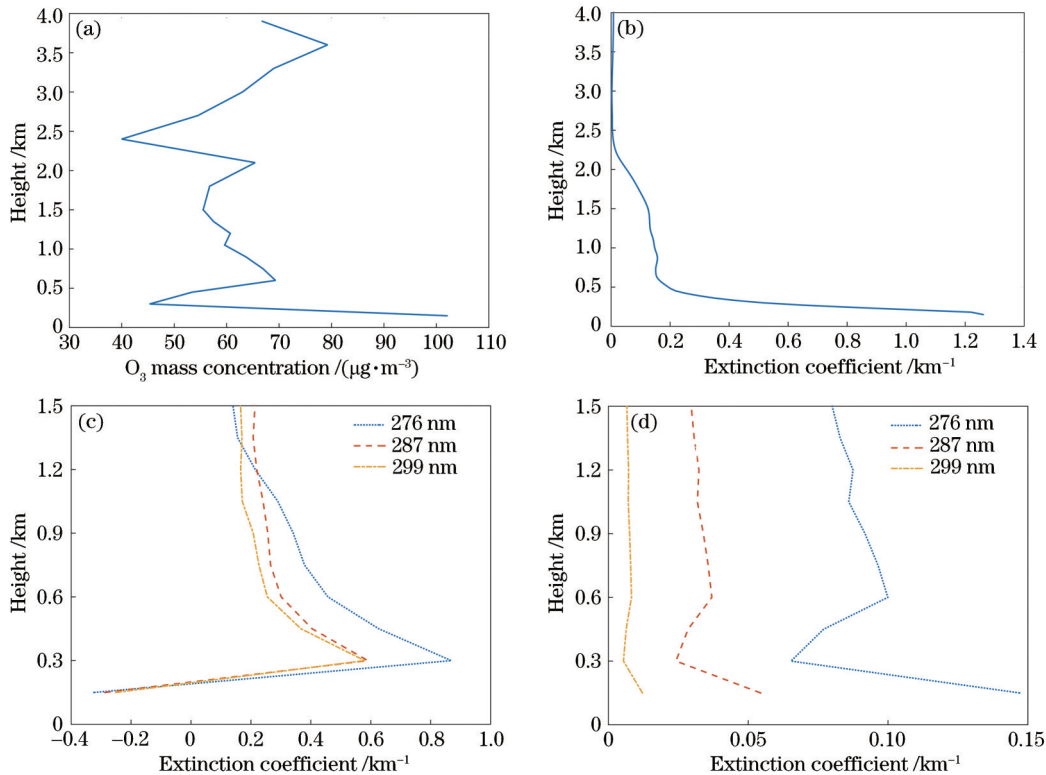 (a)
4.0
3.5
3.0
2.5
2.0
1.5
1.0
0.5
0
Height /km
30 40 50 60 70 80 90 100 110
O₃ mass concentration /(μg·m⁻³)
(b)
4.0
3.5
3.0
2.5
2.0
1.5
1.0
0.5
0
Height /km
0 0.2 0.4 0.6 0.8 1.0 1.2 1.4
Extinction coefficient /km⁻¹
(c)
276 nm
287 nm
299 nm
1.5
1.2
0.9
0.6
0.3
0
Height /km
−0.4 −0.2 0 0.2 0.4 0.6 0.8 1.0
Extinction coefficient /km⁻¹
(d)
276 nm
287 nm
299 nm
1.5
1.2
0.9
0.6
0.3
0
Height /km
0 0.05 0.10 0.15
Extinction coefficient /km⁻¹